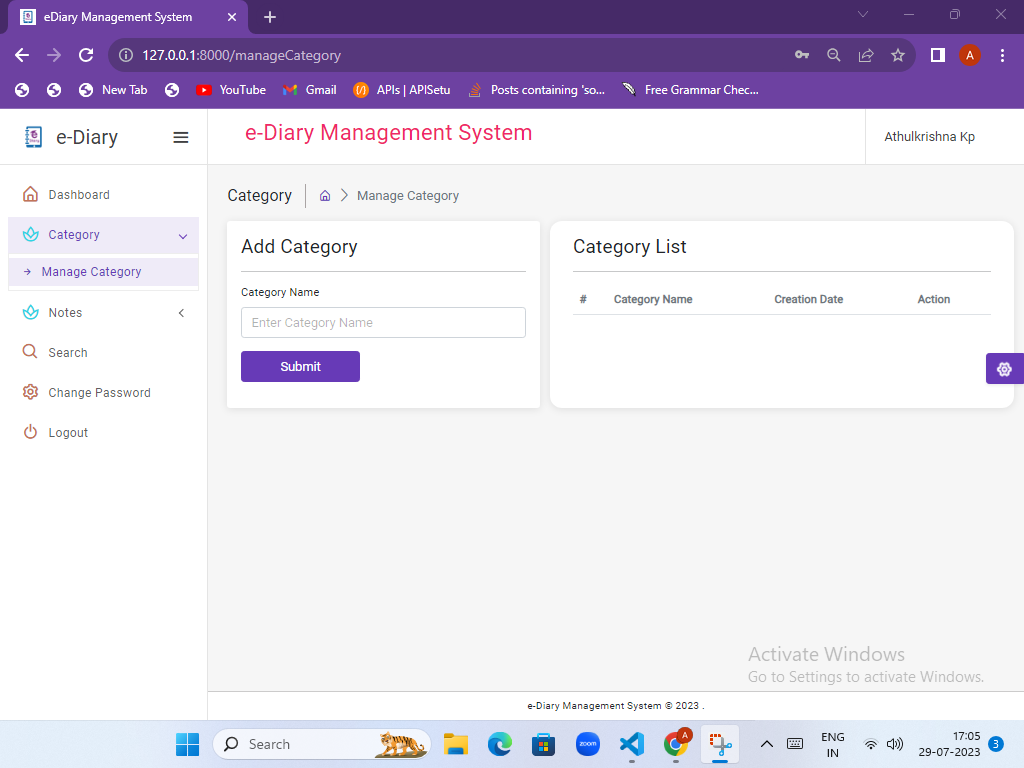 eDiary Management System
127.0.0.1:8000/manageCategory
A
New Tab
YouTube
Gmail
APIs | APISetu
Posts containing 'so...
Free Grammar Chec...
e-Diary
e-Diary Management System
Athulkrishna Kp
Dashboard
Category
Manage Category
Notes
Search
Change Password
Logout
Category
Manage Category
Add Category
Category Name
Enter Category Name
Submit
Category List
# Category Name Creation Date Action
Activate Windows
Go to Settings to activate Windows.
e-Diary Management System © 2023 .
Search
zoom
A
ENG
IN
17:05
29-07-2023
3